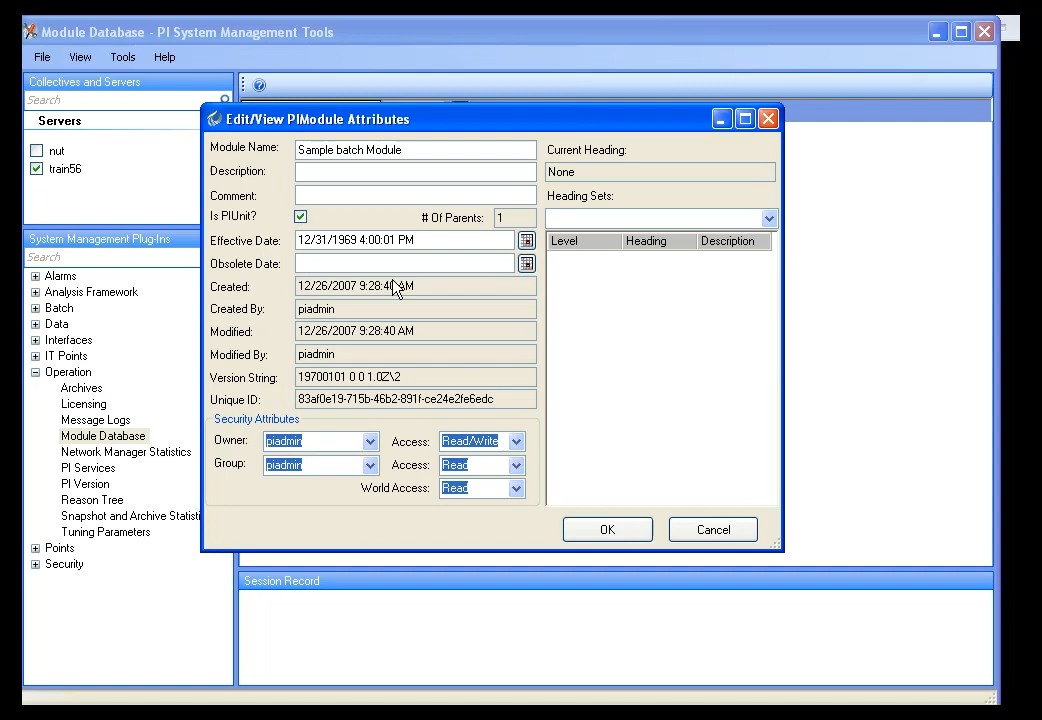 Module Database - PI System Management Tools
File View Tools Help
Collectives and Servers
Search
Servers
nut
train56
System Management Plug-Ins
Search
Alarms
Analysis Framework
Batch
Data
Interfaces
IT Points
Operation
Archives
Licensing
Message Logs
Module Database
Network Manager Statistics
PI Services
PI Version
Reason Tree
Snapshot and Archive Statisti
Tuning Parameters
Points
Security
Edit/View PIModule Attributes
Module Name: Sample batch Module
Description:
Comment:
Is PIUnit? # Of Parents: 1
Effective Date: 12/31/1969 4:00:01 PM
Obsolete Date:
Created: 12/26/2007 9:28:40 AM
Created By: piadmin
Modified: 12/26/2007 9:28:40 AM
Modified By: piadmin
Version String: 19700101 0 0 1.0Z\2
Unique ID: 83af0e19-715b-46b2-891f-ce24e2fe6edc
Security Attributes
Owner: piadmin Access: Read/Write
Group: piadmin Access: Read
World Access: Read
Current Heading:
None
Heading Sets:
Level Heading Description
OK Cancel
Session Record